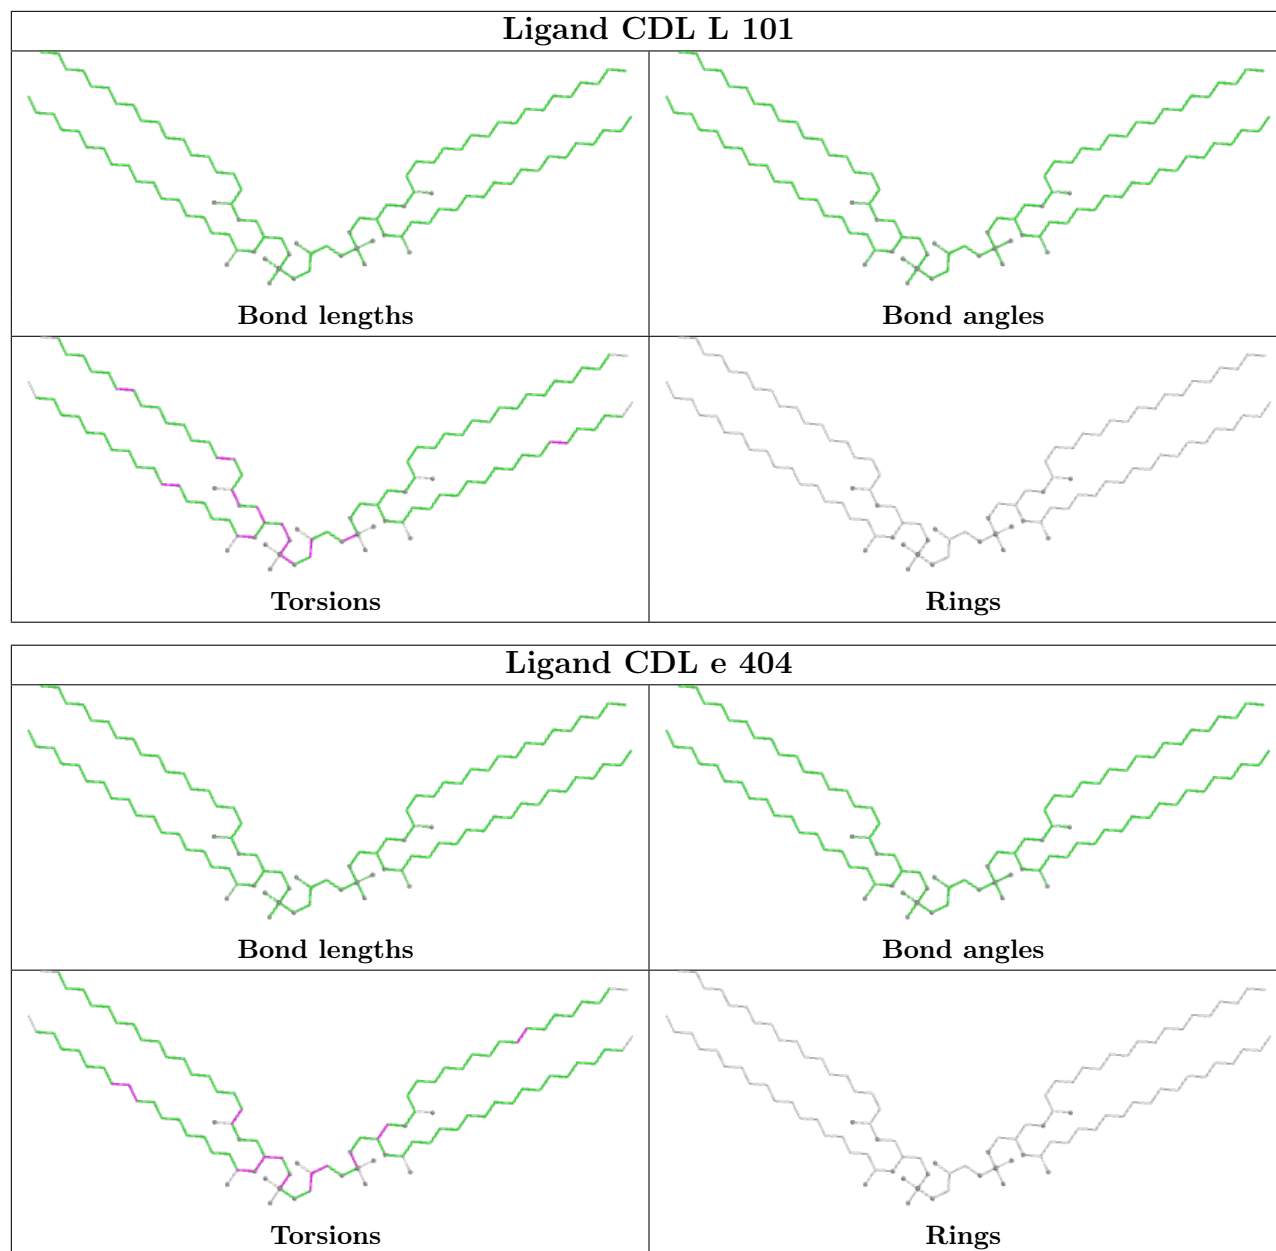 Ligand CDL L 101
Bond lengths
Bond angles
Torsions
Rings
Ligand CDL e 404
Bond lengths
Bond angles
Torsions
Rings